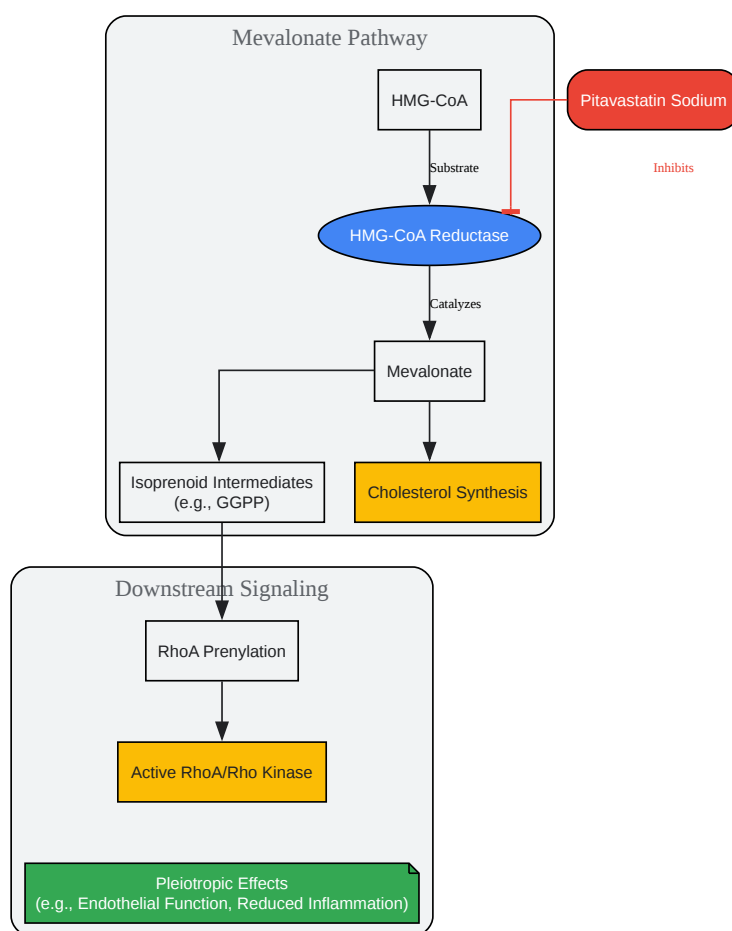 Mevalonate Pathway
HMG-CoA
Pitavastatin Sodium
Substrate
Inhibits
HMG-CoA Reductase
Catalyzes
Mevalonate
Isoprenoid Intermediates
(e.g., GGPP)
Cholesterol Synthesis
Downstream Signaling
RhoA Prenylation
Active RhoA/Rho Kinase
Pleiotropic Effects
(e.g., Endothelial Function, Reduced Inflammation)